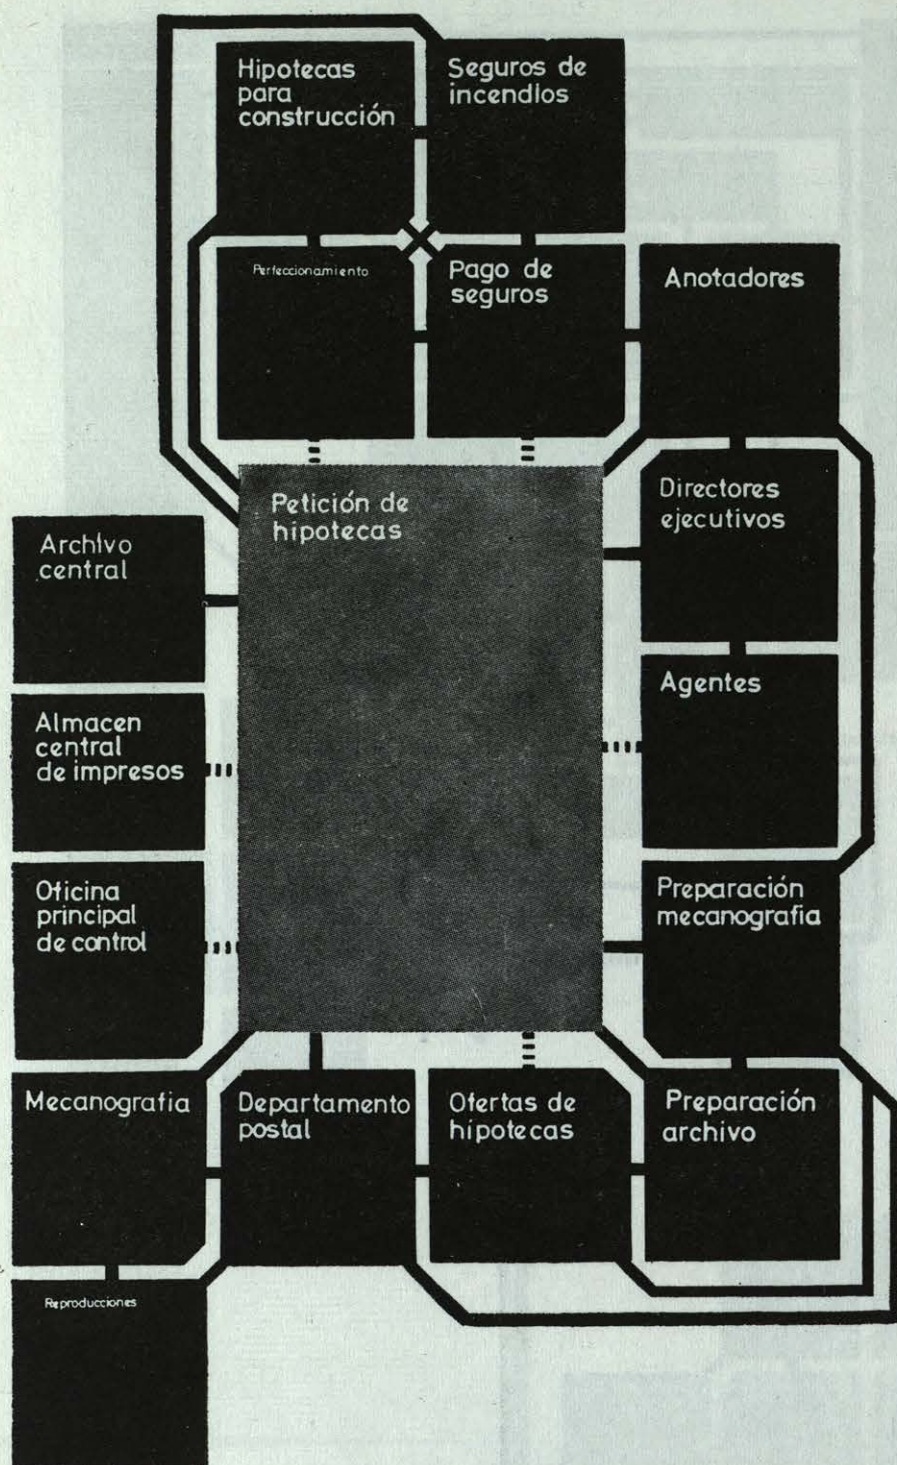 Hipotecas
para
construcción
Seguros de
incendIos
Perfeccionamiento
Pago de
seguros
Anotadores
Petición de
hipotecas
Directores
ejecutivos
Archivo
central
Agentes
Almacen
central
de impresos
Oficina
principal
de control
Preparación
mecanografia
Mecanografia
Departamento
postal
Ofertas de
hipotecas
Preparación
archivo
Reproducciones